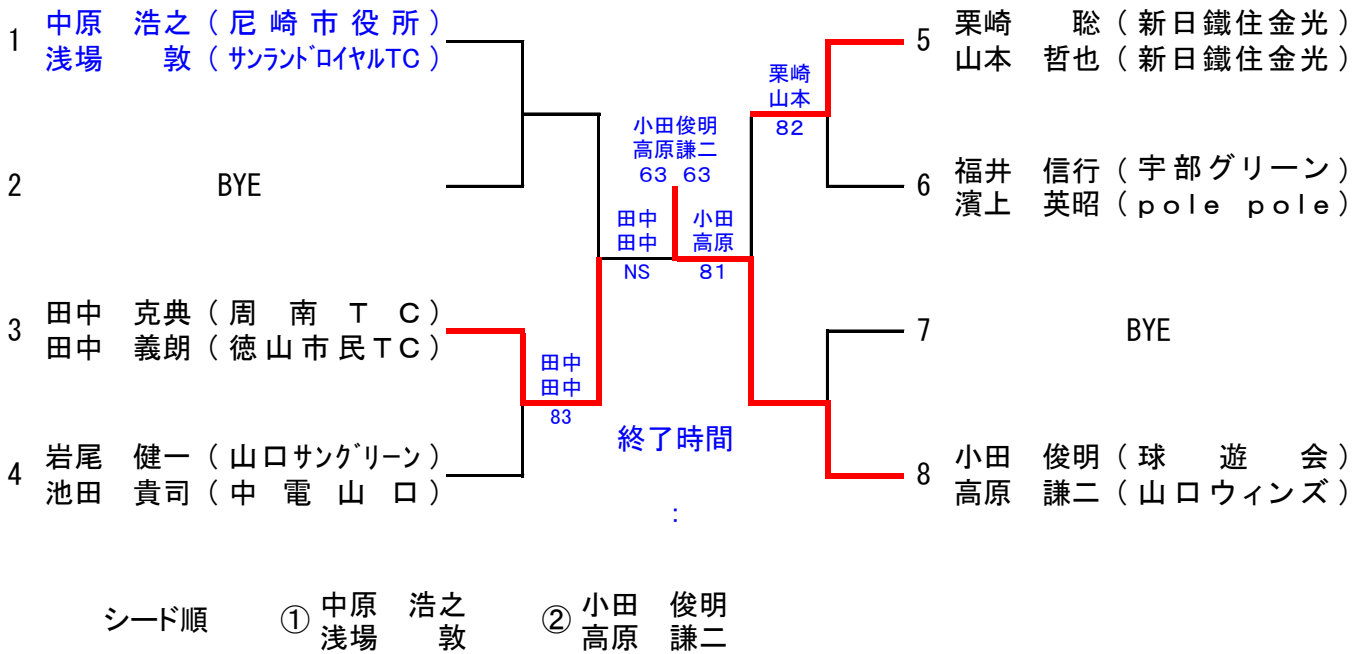 1 中原 浩之 ( 尼崎市役所 )
浅場 敦 ( サンランドロイヤルTC )
2 BYE
3 田中 克典 ( 周南TC )
田中 義朗 ( 徳山市民TC )
4 岩尾 健一 ( 山口サングリーン )
池田 貴司 ( 中電山口 )
田中
田中
83
田中
田中
NS
小田俊明
高原謙二
63 63
小田
高原
81
栗崎
山本
82
終了時間
:
5 栗崎 聡 ( 新日鐵住金光 )
山本 哲也 ( 新日鐵住金光 )
6 福井 信行 ( 宇部グリーン )
濱上 英昭 ( pole pole )
7 BYE
8 小田 俊明 ( 球遊会 )
高原 謙二 ( 山口ウィンズ )
シード順 ① 中原 浩之 ② 小田 俊明
浅場 敦 高原 謙二